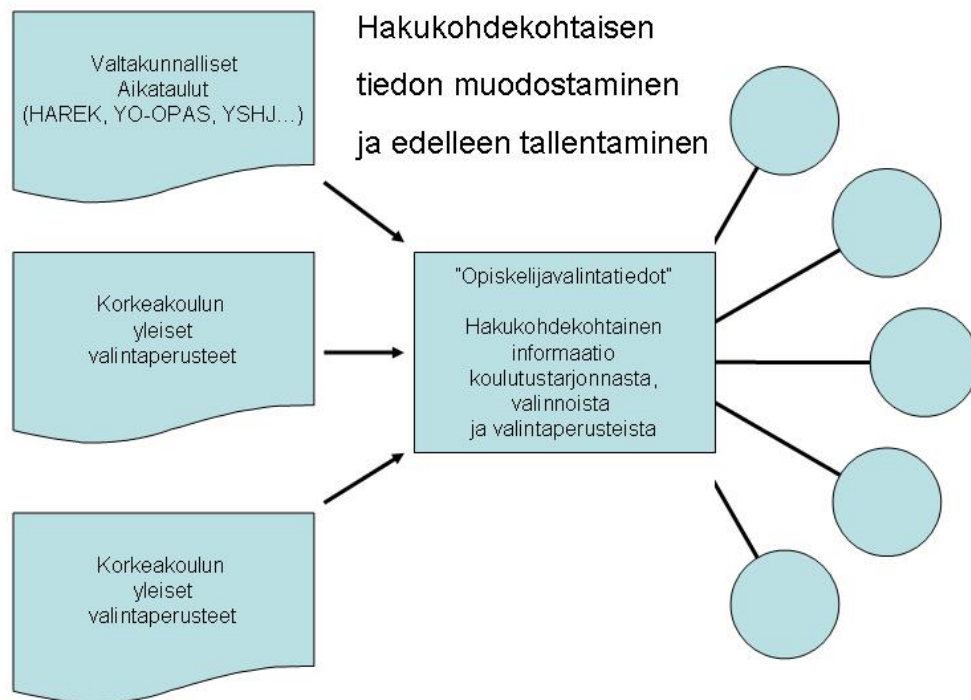 Hakukohdekohtaisen
tiedon muodostaminen
ja edelleen tallentaminen
Valtakunnalliset
Aikataulut
(HAREK, YO-OPAS, YSHJ...)
Korkeakoulun
yleiset
valintaperusteet
Korkeakoulun
yleiset
valintaperusteet
"Opiskelijavalintatiedot"
Hakukohdekohtainen
informaatio
koulutustarjonnasta,
valinnoista
ja valintaperusteista